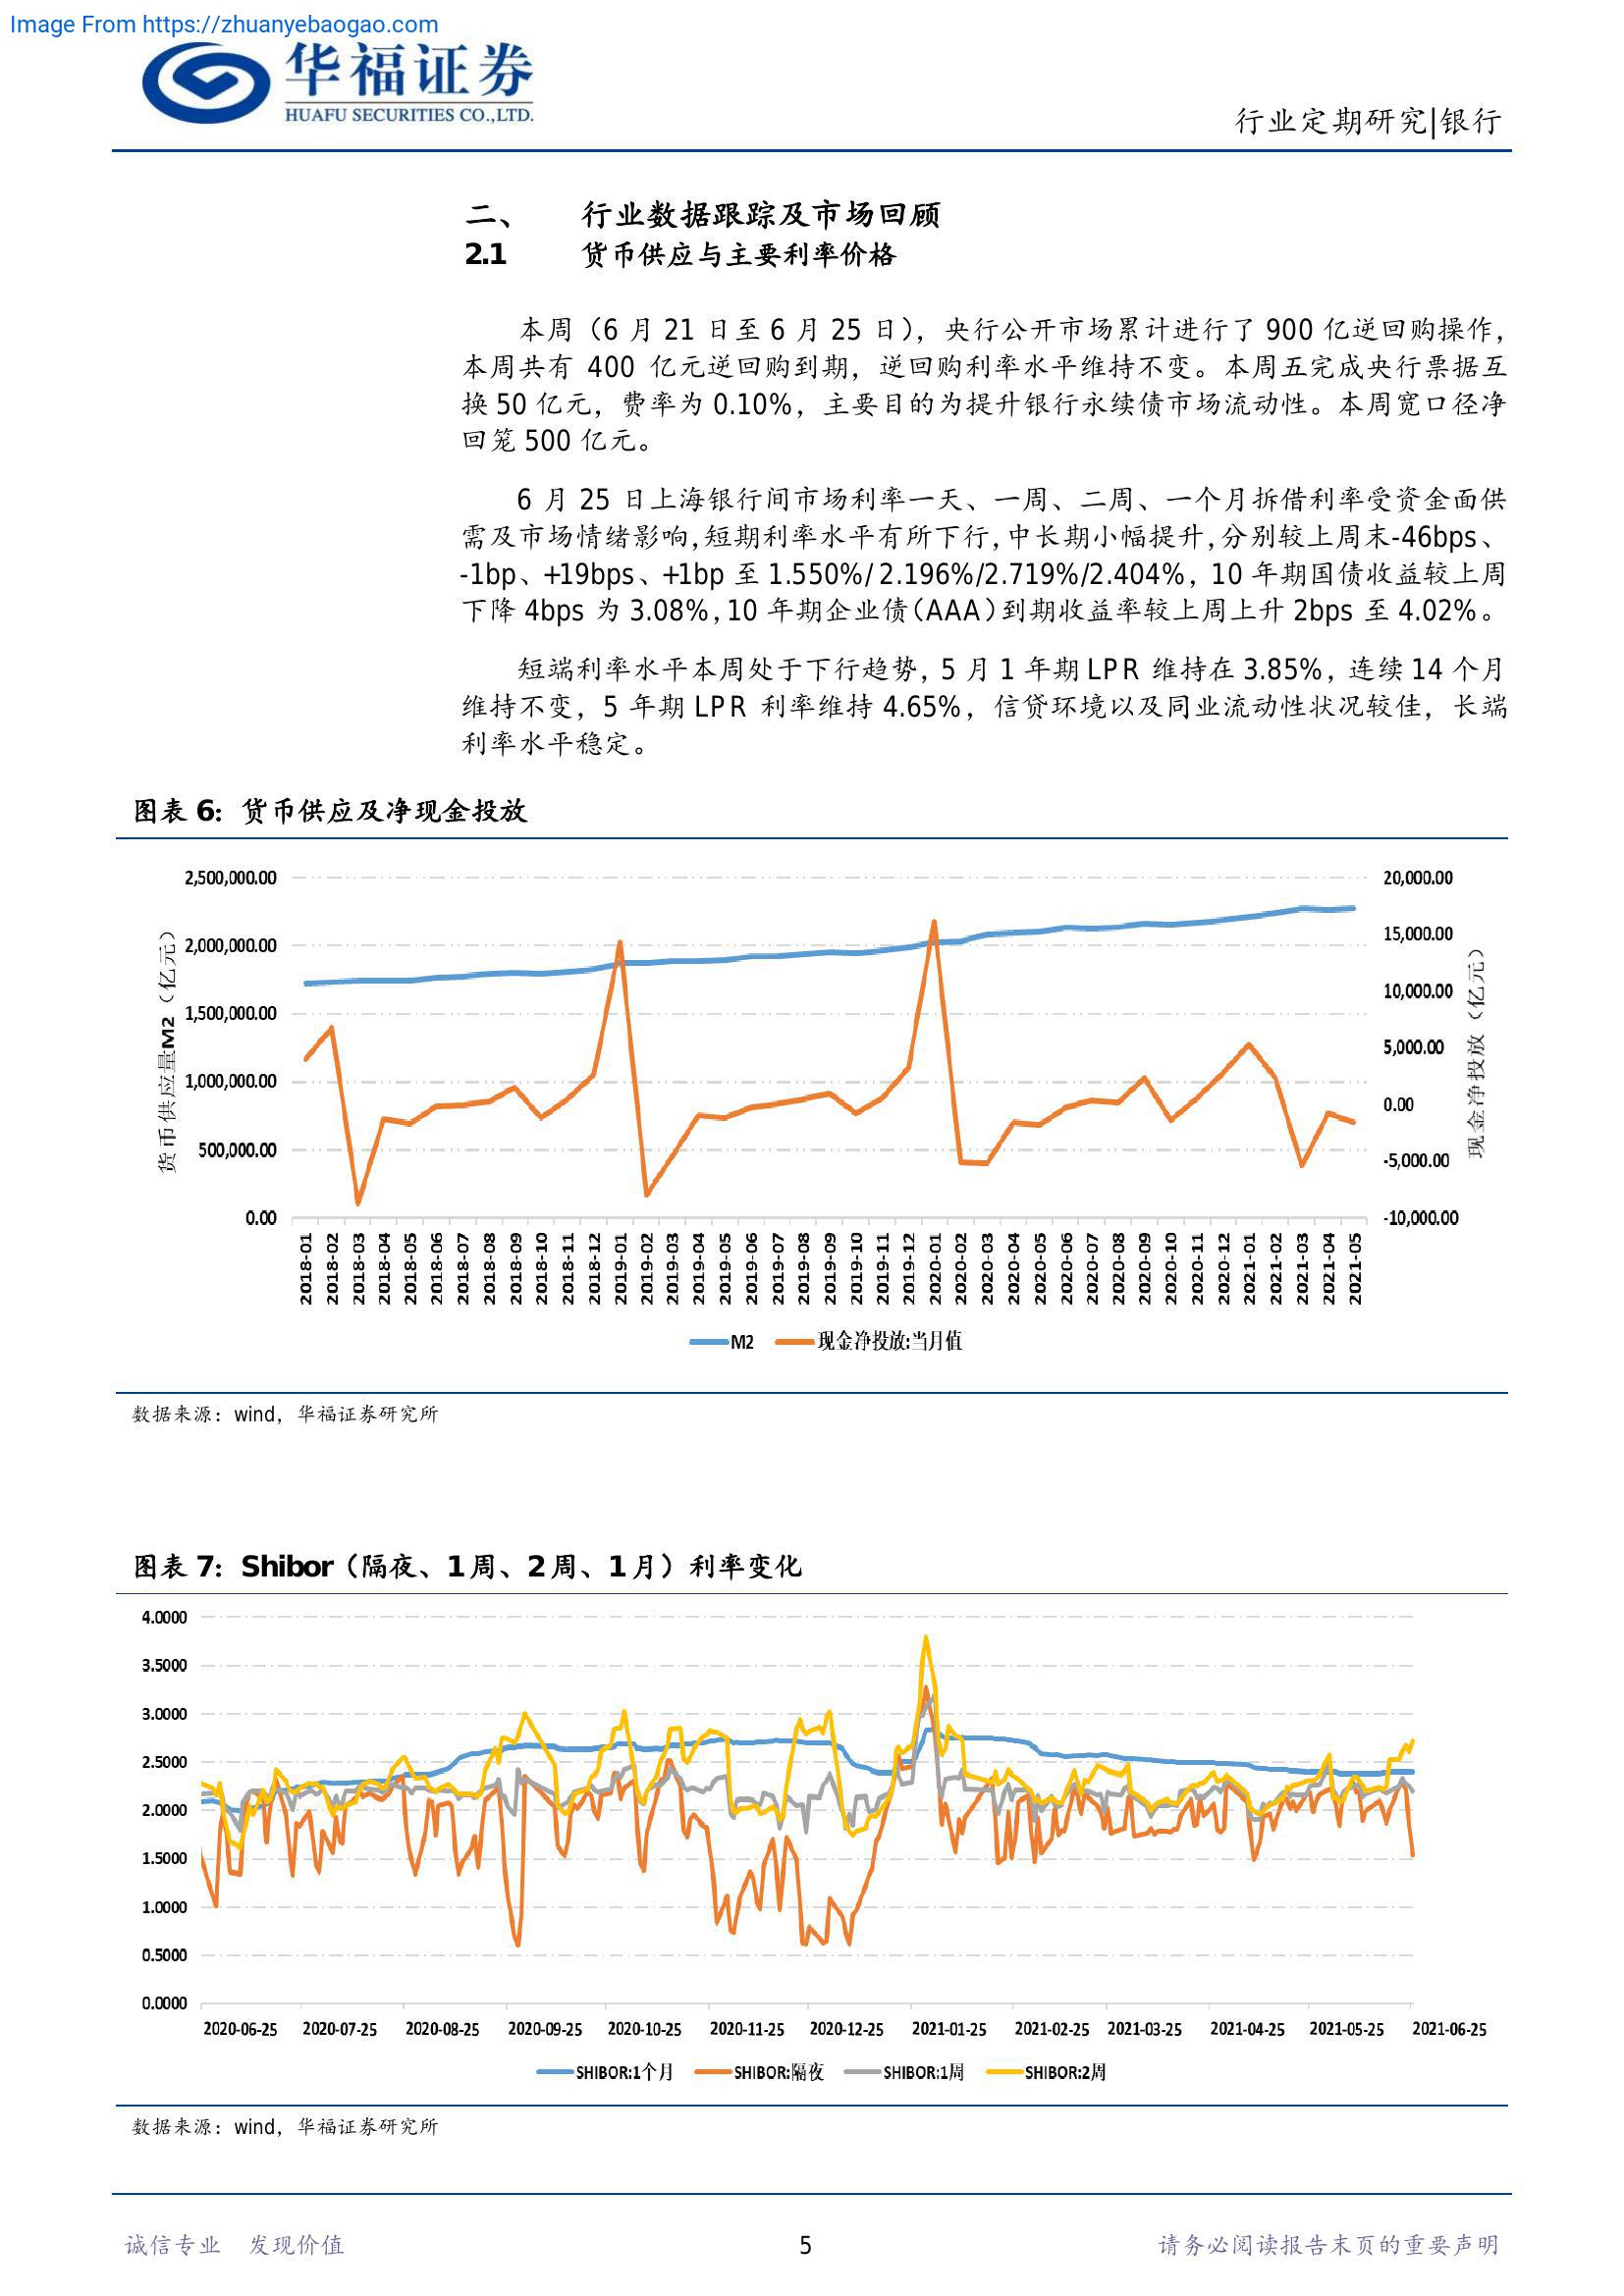 Image From https://zhuanyebaogao.com
华福证券
HUAFU SECURITIES CO.,LTD.
行业定期研究|银行
二、 行业数据跟踪及市场回顾
2.1 货币供应与主要利率价格
本周（6 月 21 日至 6 月 25 日），央行公开市场累计进行了 900 亿逆回购操作，
本周共有 400 亿元逆回购到期，逆回购利率水平维持不变。本周五完成央行票据互
换 50 亿元，费率为 0.10%，主要目的为提升银行永续债市场流动性。本周宽口径净
回笼 500 亿元。
6 月 25 日上海银行间市场利率一天、一周、二周、一个月拆借利率受资金面供
需及市场情绪影响，短期利率水平有所下行，中长期小幅提升，分别较上周末-46bps、
-1bp、+19bps、+1bp 至 1.550%/ 2.196%/2.719%/2.404%，10 年期国债收益较上周
下降 4bps 为 3.08%，10 年期企业债（AAA）到期收益率较上周上升 2bps 至 4.02%。
短端利率水平本周处于下行趋势，5 月 1 年期 LPR 维持在 3.85%，连续 14 个月
维持不变，5 年期 LPR 利率维持 4.65%，信贷环境以及同业流动性状况较佳，长端
利率水平稳定。
图表 6：货币供应及净现金投放
2,500,000.00
2,000,000.00
1,500,000.00
1,000,000.00
500,000.00
0.00
货币供应量M2（亿元）
20,000.00
15,000.00
10,000.00
5,000.00
0.00
-5,000.00
-10,000.00
现金净投放（亿元）
2018-01
2018-02
2018-03
2018-04
2018-05
2018-06
2018-07
2018-08
2018-09
2018-10
2018-11
2018-12
2019-01
2019-02
2019-03
2019-04
2019-05
2019-06
2019-07
2019-08
2019-09
2019-10
2019-11
2019-12
2020-01
2020-02
2020-03
2020-04
2020-05
2020-06
2020-07
2020-08
2020-09
2020-10
2020-11
2020-12
2021-01
2021-02
2021-03
2021-04
2021-05
M2 现金净投放:当月值
数据来源：wind，华福证券研究所
图表 7：Shibor（隔夜、1 周、2 周、1 月）利率变化
4.0000
3.5000
3.0000
2.5000
2.0000
1.5000
1.0000
0.5000
0.0000
2020-06-25 2020-07-25 2020-08-25 2020-09-25 2020-10-25 2020-11-25 2020-12-25 2021-01-25 2021-02-25 2021-03-25 2021-04-25 2021-05-25 2021-06-25
SHIBOR:1个月 SHIBOR:隔夜 SHIBOR:1周 SHIBOR:2周
数据来源：wind，华福证券研究所
诚信专业 发现价值 5 请务必阅读报告末页的重要声明